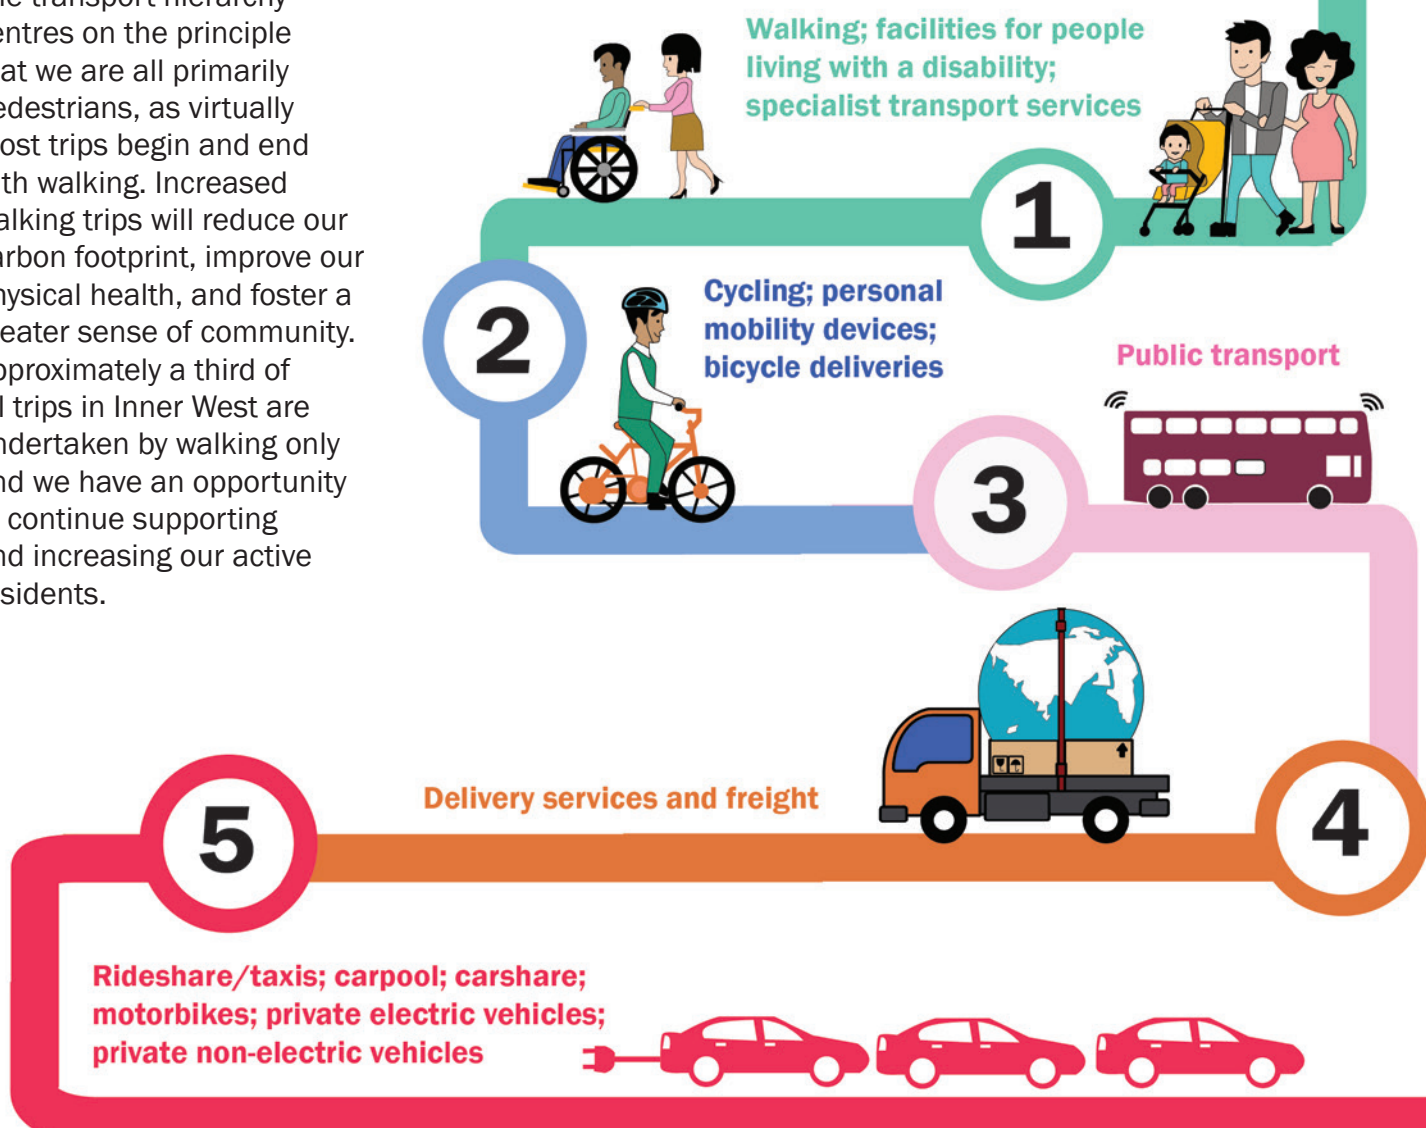 entres on the principle
at we are all primarily
edestrians, as virtually
ost trips begin and end
th walking. Increased
alking trips will reduce our
arbon footprint, improve our
hysical health, and foster a
eater sense of community.
pproximately a third of
l trips in Inner West are
ndertaken by walking only
nd we have an opportunity
continue supporting
nd increasing our active
sidents.
Walking; facilities for people
living with a disability;
specialist transport services
1
2
Cycling; personal
mobility devices;
bicycle deliveries
Public transport
3
Delivery services and freight
4
5
Rideshare/taxis; carpool; carshare;
motorbikes; private electric vehicles;
private non-electric vehicles